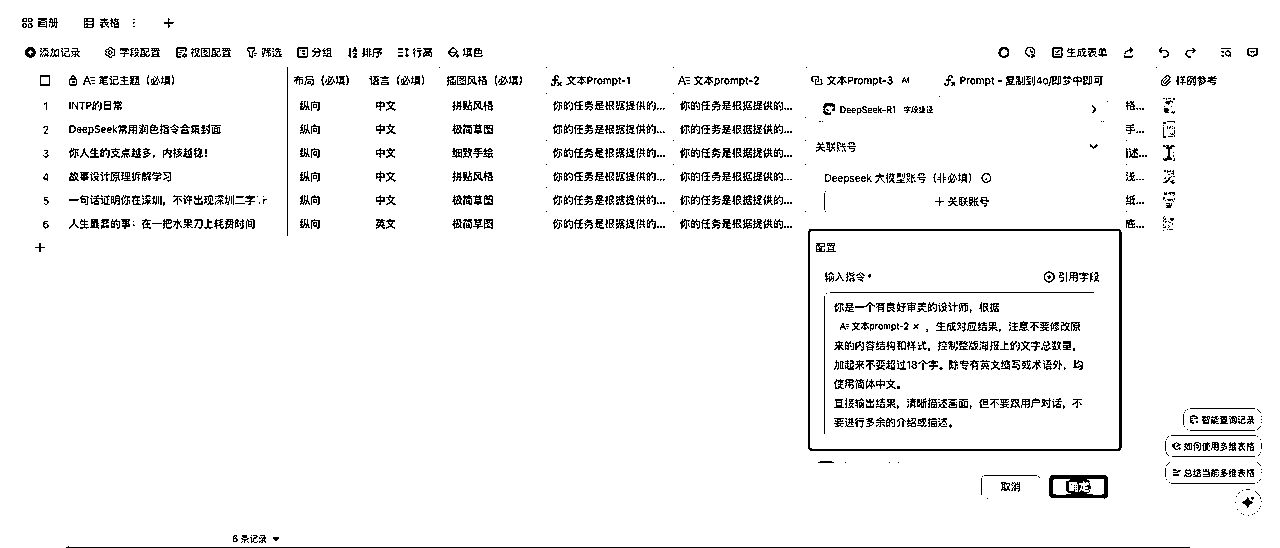 画册 表格
添加记录 字段配置 视图配置 筛选 分组 排序 行高 填色 生成表单
笔记主题（必填） 布局（必填） 语言（必填） 插图风格（必填） 文本Prompt-1 文本prompt-2 文本Prompt-3 AI Prompt - 复制到4o/即梦中即可 样例参考
1 INTP的日常 纵向 中文 拼贴风格 你的任务是根据提供的... 你的任务是根据提供的... 格...
2 DeepSeek常用润色指令合集封面 纵向 中文 极简草图 你的任务是根据提供的... 你的任务是根据提供的... 手...
3 你人生的支点越多，内核越稳！ 纵向 中文 细致手绘 你的任务是根据提供的... 你的任务是根据提供的... 述...
4 故事设计原理拆解学习 纵向 中文 拼贴风格 你的任务是根据提供的... 你的任务是根据提供的... 浅...
5 一句话证明你在深圳，不许出现深圳二字 纵向 中文 极简草图 你的任务是根据提供的... 你的任务是根据提供的... 纸...
6 人生最蠢的事：在一把水果刀上耗费时间 纵向 英文 极简草图 你的任务是根据提供的... 你的任务是根据提供的... 底...
DeepSeek-R1 字段捷径
关联账号
Deepseek 大模型账号（非必填）
+ 关联账号
配置
输入指令* 引用字段
你是一个有良好审美的设计师，根据
文本prompt-2 × ，生成对应结果，注意不要修改原
来的内容结构和样式，控制整版海报上的文字总数量，
加起来不要超过18个字。除专有英文缩写或术语外，均
使用简体中文。
直接输出结果，清晰描述画面，但不要跟用户对话，不
要进行多余的介绍或描述。
取消 确定
智能查询记录
如何使用多维表格
总结当前多维表格
6 条记录